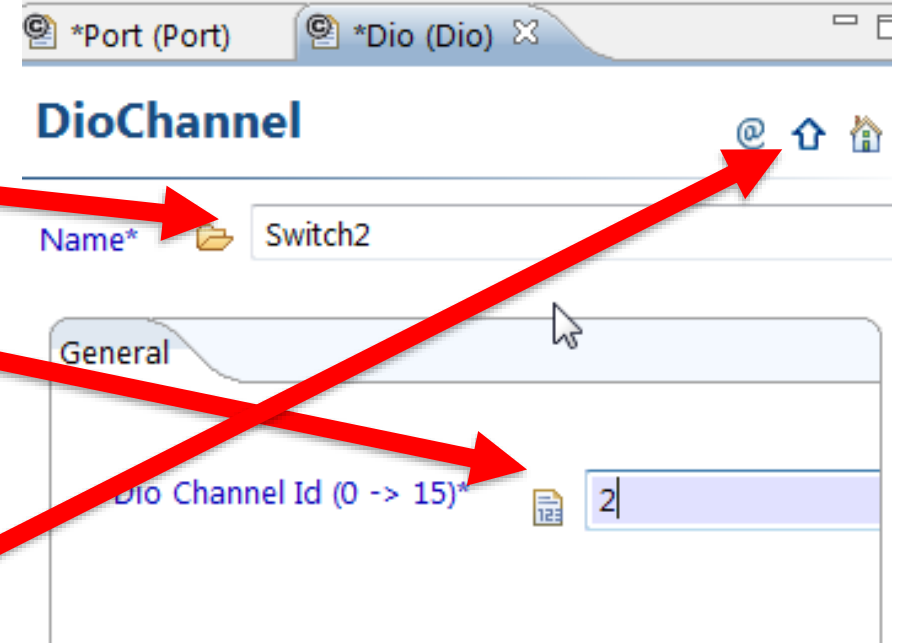 *Port (Port) *Dio (Dio)
DioChannel
Name* Switch2
General
Dio Channel Id (0 -> 15)* 2